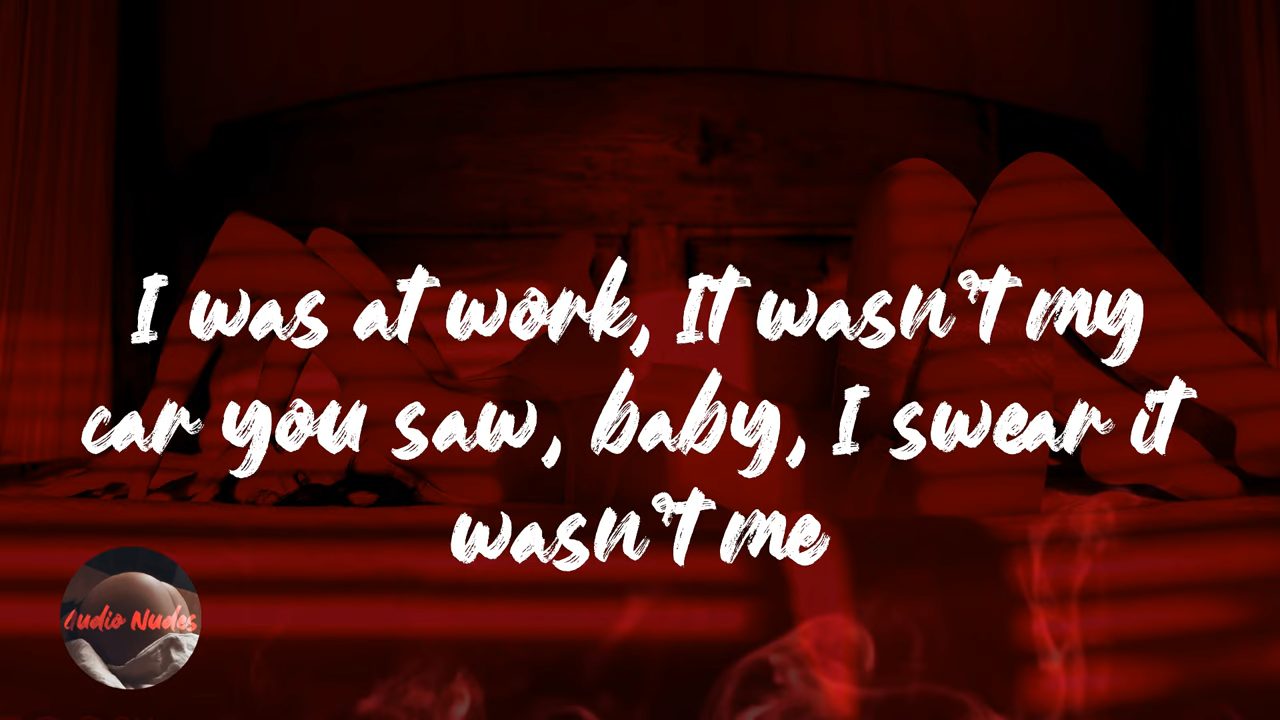 I was at work, It wasn't my
car you saw, baby, I swear it
wasn't me
Audio Nudes